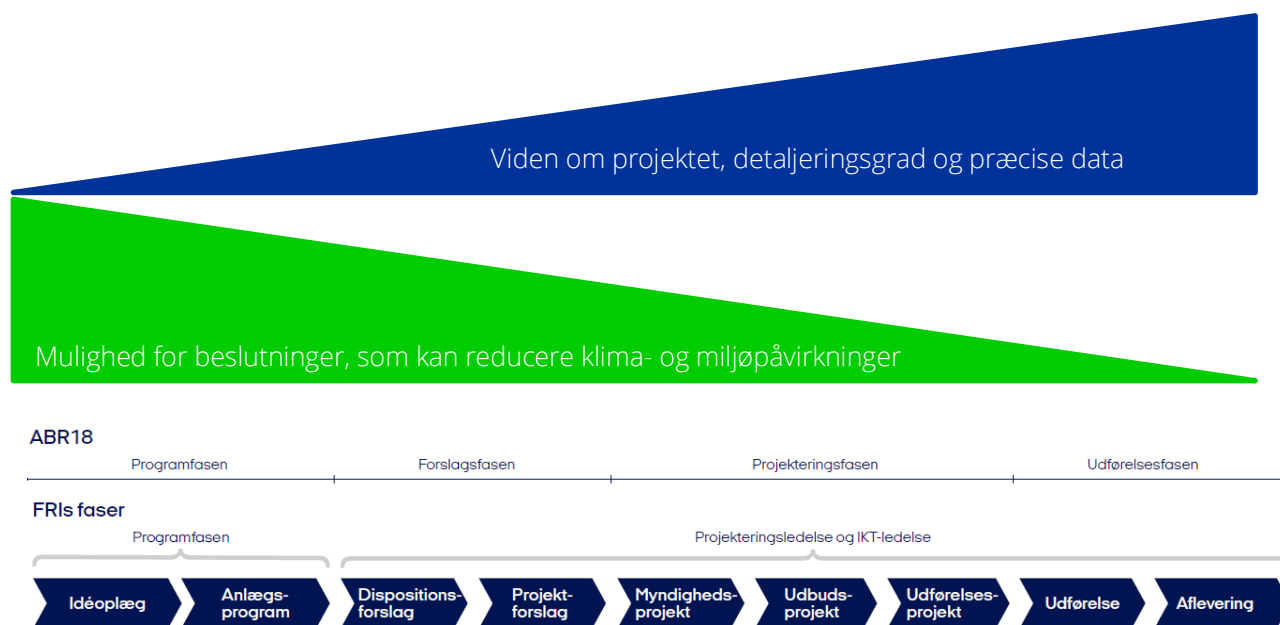 Viden om projektet, detaljeringsgrad og præcise data
Mulighed for beslutninger, som kan reducere klima- og miljøpåvirkninger
ABR18
Programfasen
Forslagsfasen
Projekteringsfasen
Udførelsesfasen
FRIs faser
Programfasen
Projekteringsledelse og IKT-ledelse
Idéoplæg
Anlægs-
program
Dispositions-
forslag
Projekt-
forslag
Myndigheds-
projekt
Udbuds-
projekt
Udførelses-
projekt
Udførelse
Aflevering